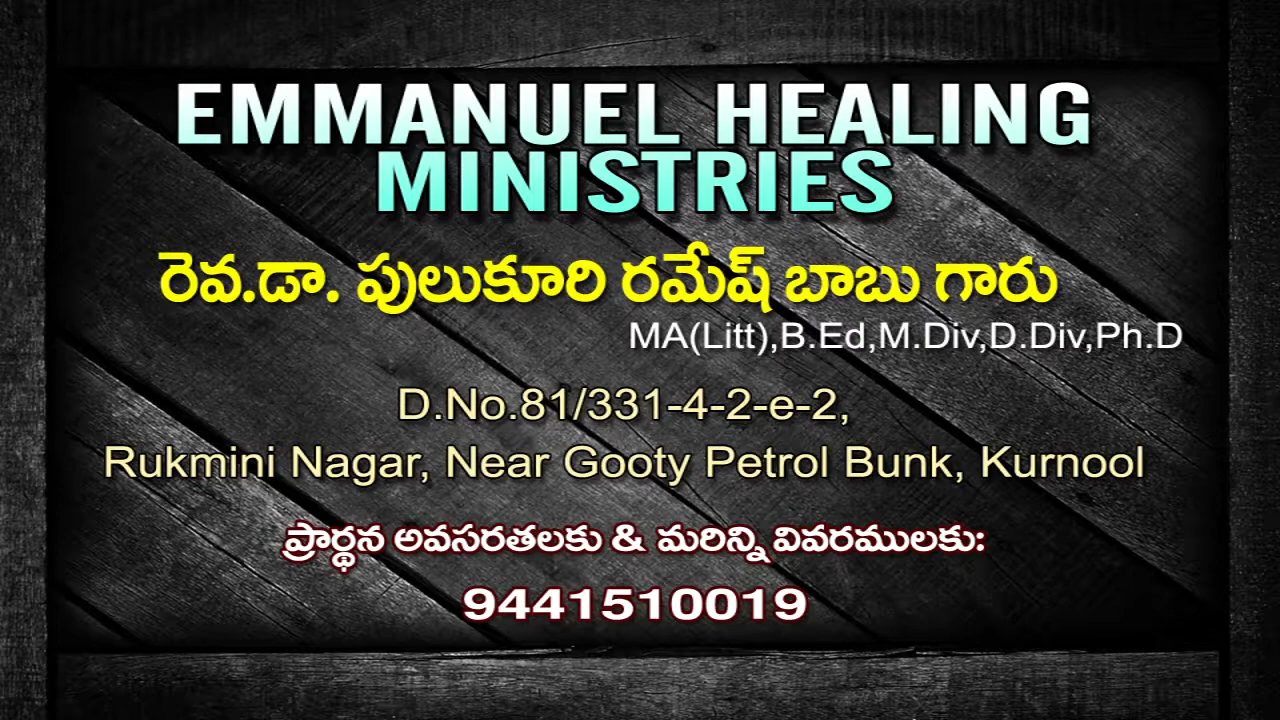 EMMANUEL HEALING
MINISTRIES
రెవ.డా. పులుకూరి రమేష్ బాబు గారు
MA(Litt),B.Ed,M.Div,D.Div,Ph.D
D.No.81/331-4-2-e-2,
Rukmini Nagar, Near Gooty Petrol Bunk, Kurnool
ప్రార్థన అవసరతలకు & మరిన్ని వివరములకు:
9441510019